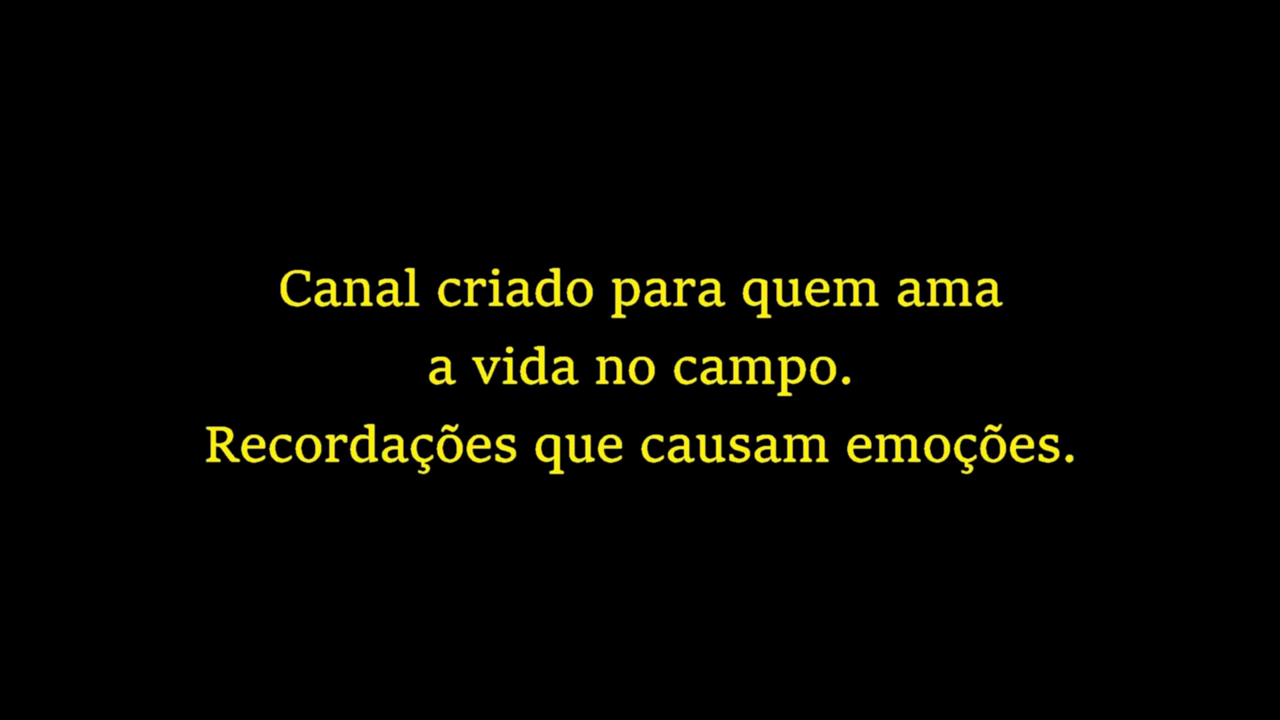 Canal criado para quem ama
a vida no campo.
Recordações que causam emoções.